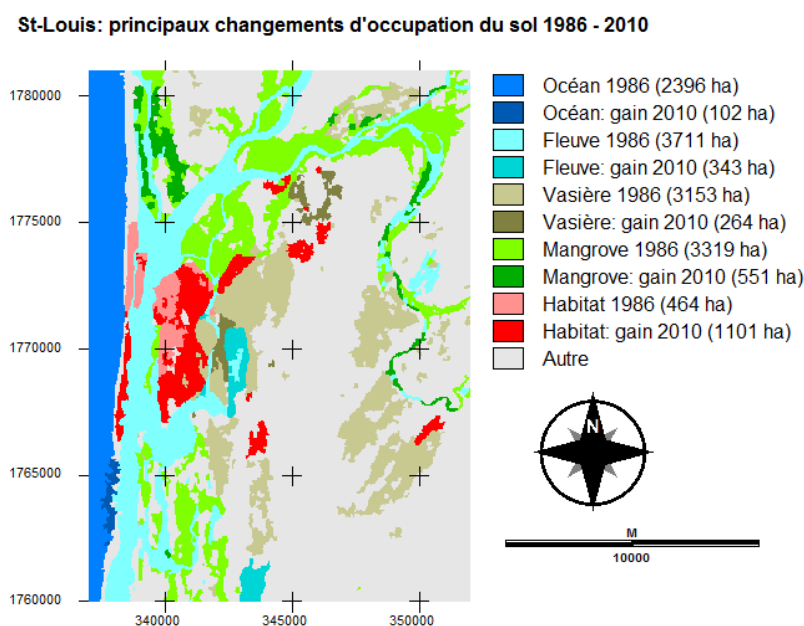 St-Louis: principaux changements d'occupation du sol 1986 - 2010
1780000
1775000
1770000
1765000
1760000
340000
345000
350000
Océan 1986 (2396 ha)
Océan: gain 2010 (102 ha)
Fleuve 1986 (3711 ha)
Fleuve: gain 2010 (343 ha)
Vasière 1986 (3153 ha)
Vasière: gain 2010 (264 ha)
Mangrove 1986 (3319 ha)
Mangrove: gain 2010 (551 ha)
Habitat 1986 (464 ha)
Habitat: gain 2010 (1101 ha)
Autre
N
M
10000